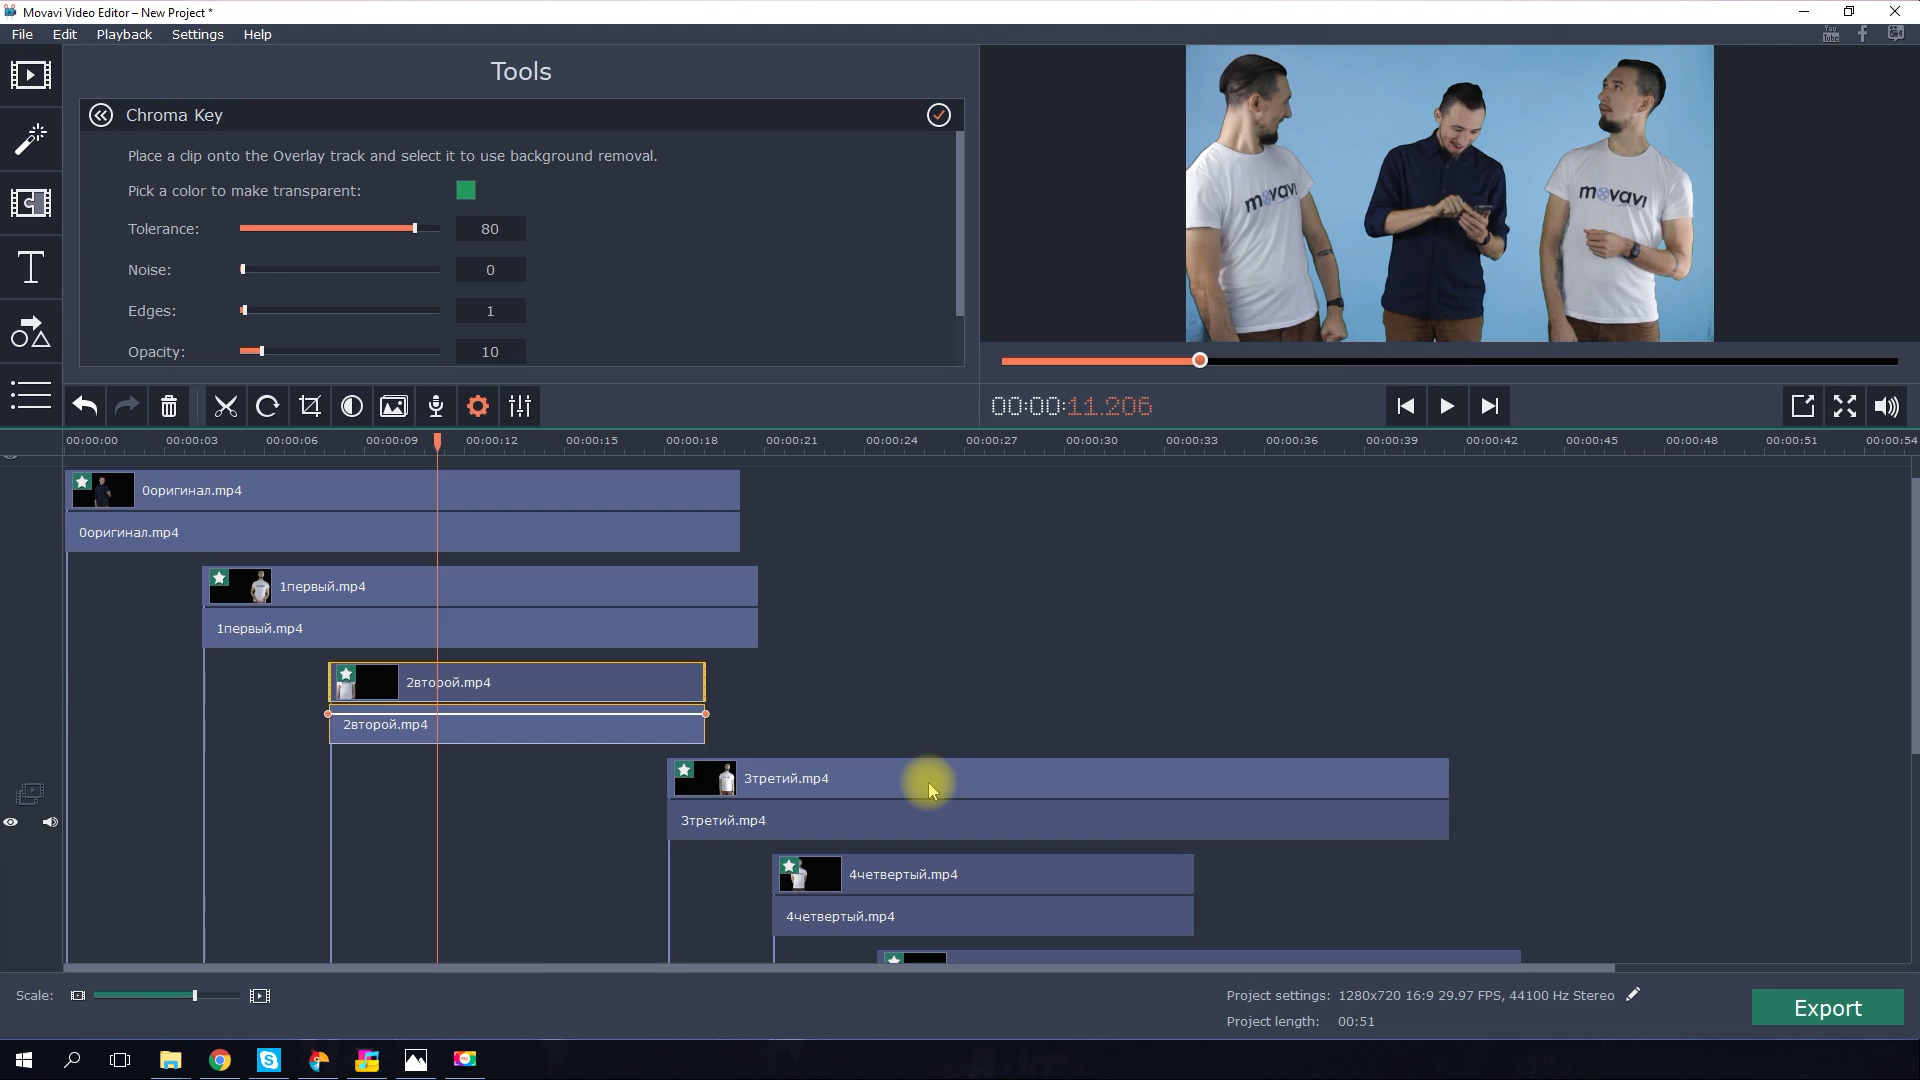 Movavi Video Editor – New Project *
File Edit Playback Settings Help
Tools
Chroma Key
Place a clip onto the Overlay track and select it to use background removal.
Pick a color to make transparent:
Tolerance: 80
Noise: 0
Edges: 1
Opacity: 10
movavi
movavi
00:00:11.206
00:00:00 00:00:03 00:00:06 00:00:09 00:00:12 00:00:15 00:00:18 00:00:21 00:00:24 00:00:27 00:00:30 00:00:33 00:00:36 00:00:39 00:00:42 00:00:45 00:00:48 00:00:51 00:00:54
0оригинал.mp4
0оригинал.mp4
1первый.mp4
1первый.mp4
2второй.mp4
2второй.mp4
3третий.mp4
3третий.mp4
4четвертый.mp4
4четвертый.mp4
Scale:
Project settings: 1280x720 16:9 29.97 FPS, 44100 Hz Stereo
Project length: 00:51
Export